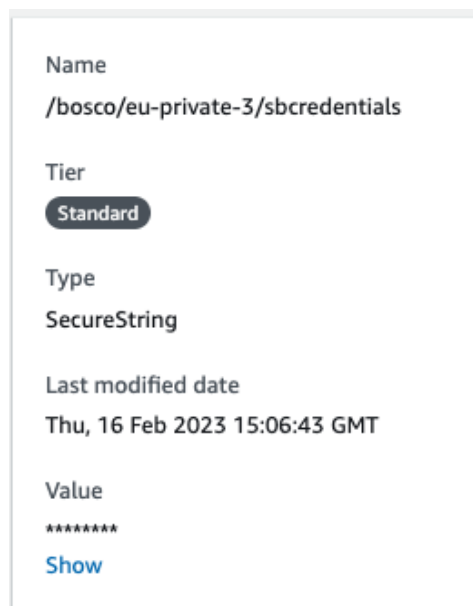 Name
/bosco/eu-private-3/sbcredentials
Tier
Standard
Type
SecureString
Last modified date
Thu, 16 Feb 2023 15:06:43 GMT
Value
********
Show